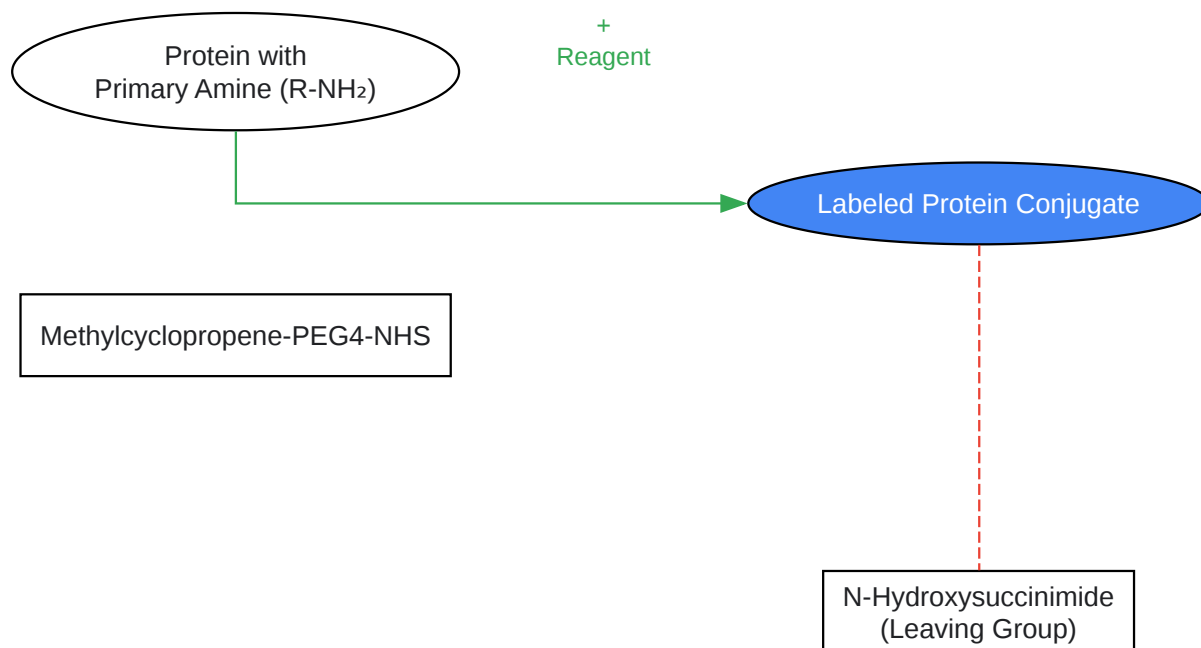 Protein with
Primary Amine (R-NH₂)
+
Reagent
Labeled Protein Conjugate
Methylcyclopropene-PEG4-NHS
N-Hydroxysuccinimide
(Leaving Group)